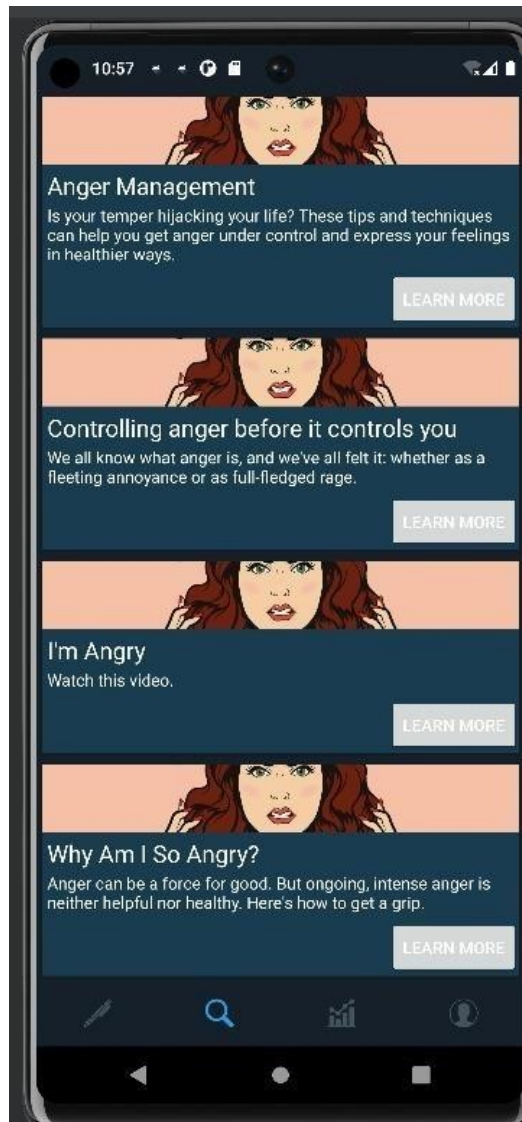 10:57
Anger Management
Is your temper hijacking your life? These tips and techniques
can help you get anger under control and express your feelings
in healthier ways.
LEARN MORE
Controlling anger before it controls you
We all know what anger is, and we've all felt it: whether as a
fleeting annoyance or as full-fledged rage.
LEARN MORE
I'm Angry
Watch this video.
LEARN MORE
Why Am I So Angry?
Anger can be a force for good. But ongoing, intense anger is
neither helpful nor healthy. Here's how to get a grip.
LEARN MORE